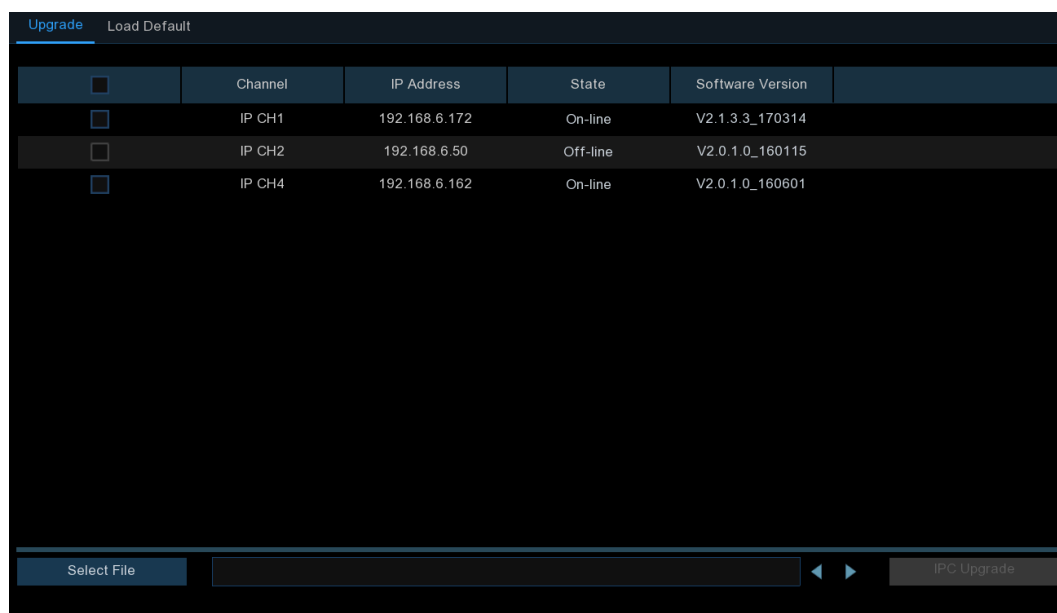 Upgrade Load Default
Channel IP Address State Software Version
IP CH1 192.168.6.172 On-line V2.1.3.3_170314
IP CH2 192.168.6.50 Off-line V2.0.1.0_160115
IP CH4 192.168.6.162 On-line V2.0.1.0_160601
Select File IPC Upgrade